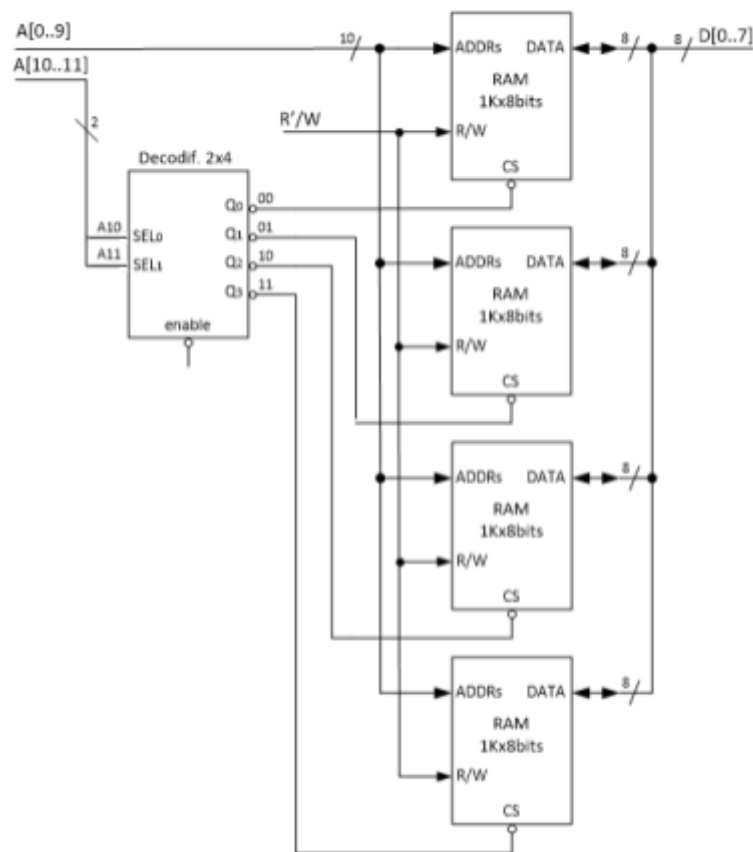 A[0..9]
A[10..11]
10
2
R'/W
Decodif. 2x4
A10
A11
SEL0
SEL1
Q0
00
Q1
01
Q2
10
Q3
11
enable
ADDRs DATA
RAM
1Kx8bits
R/W
CS
8
8
D[0..7]
ADDRs DATA
RAM
1Kx8bits
R/W
CS
8
ADDRs DATA
RAM
1Kx8bits
R/W
CS
8
ADDRs DATA
RAM
1Kx8bits
R/W
CS
8